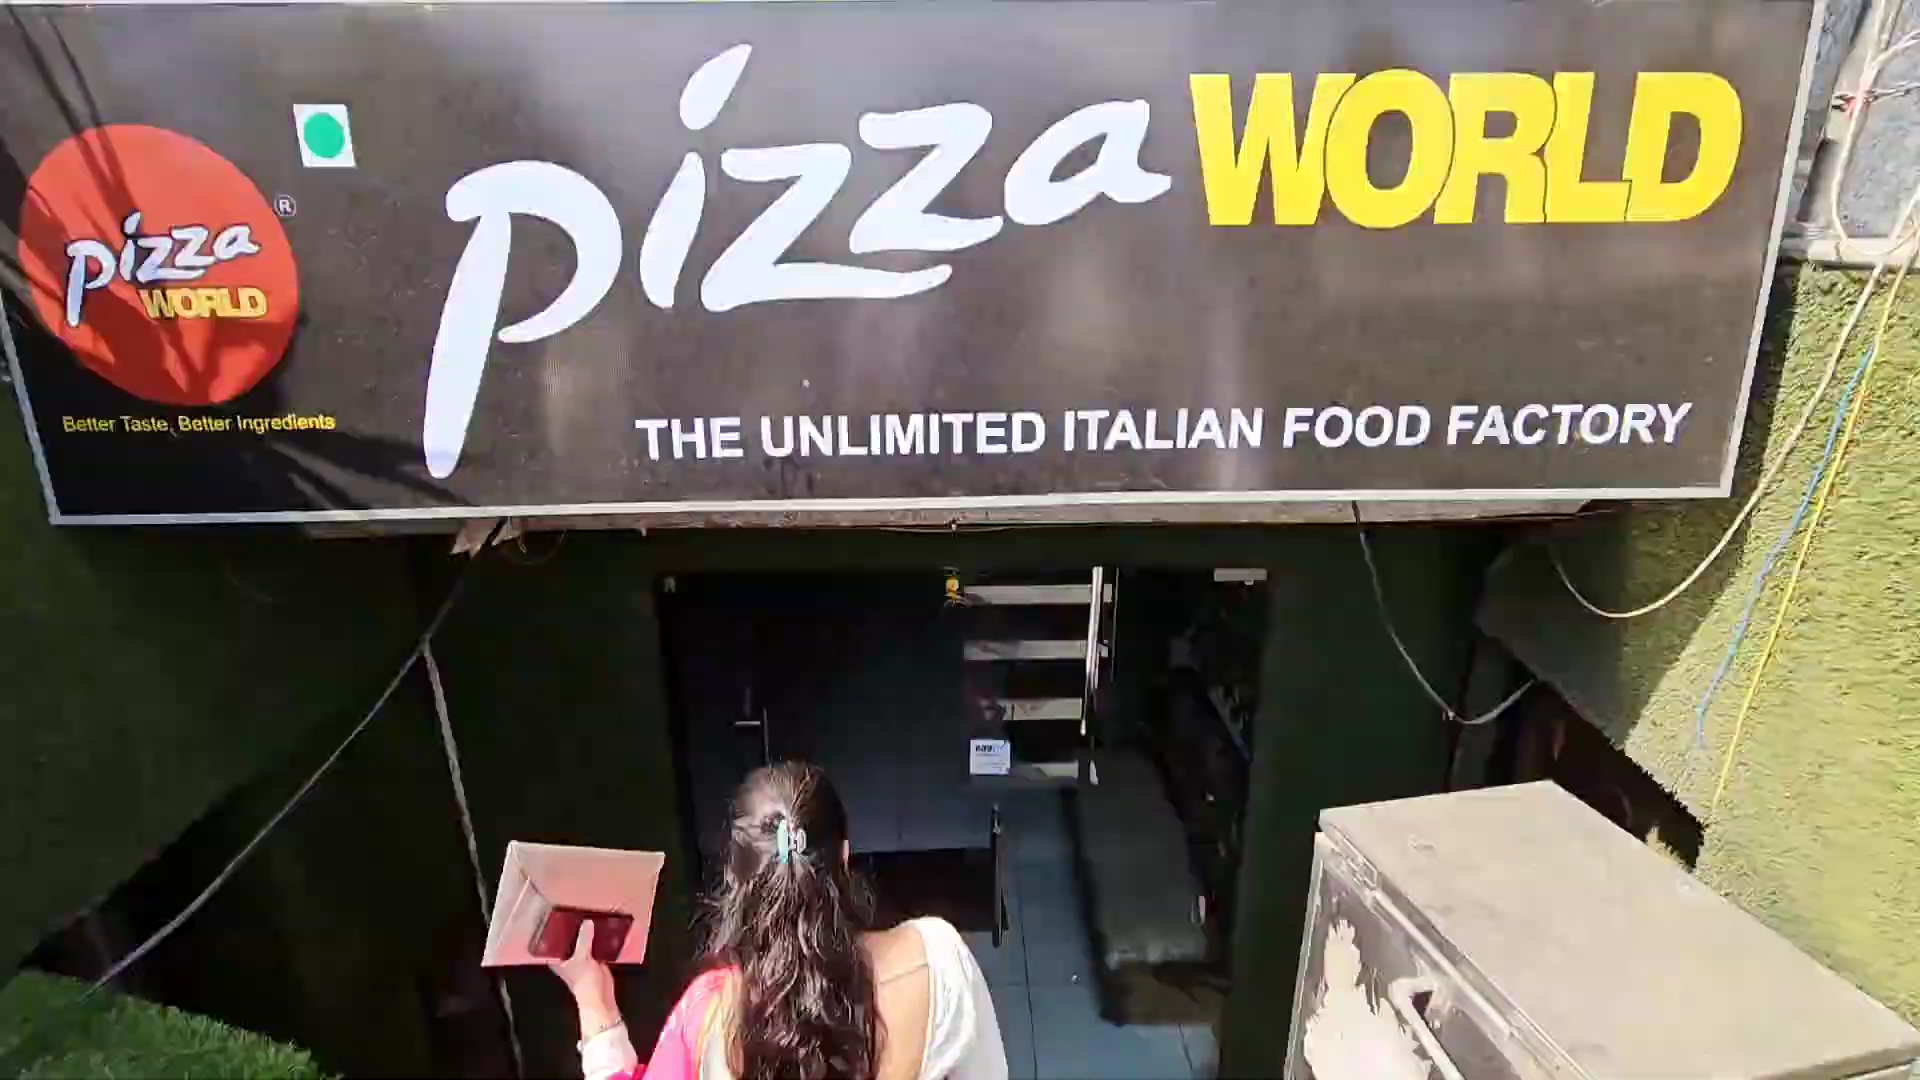 pizza WORLD
THE UNLIMITED ITALIAN FOOD FACTORY
pizza
WORLD
®
Better Taste, Better Ingredients